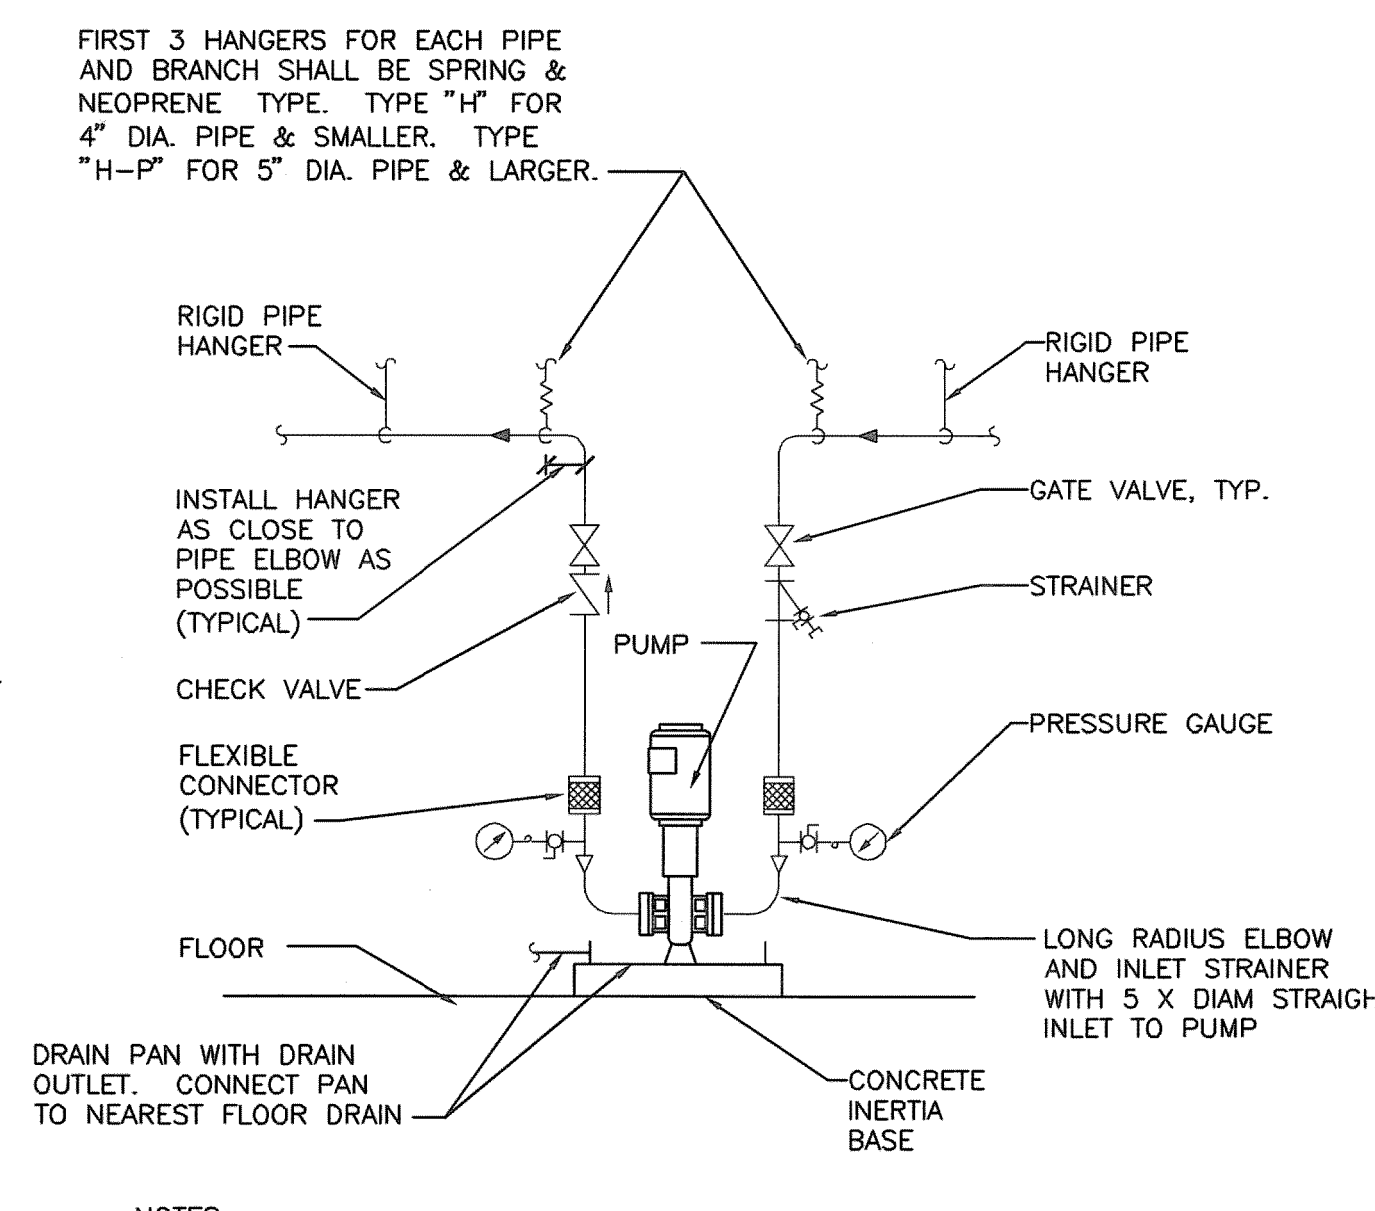 FIRST 3 HANGERS FOR EACH PIPE
AND BRANCH SHALL BE SPRING &
NEOPRENE TYPE. TYPE "H" FOR
4" DIA. PIPE & SMALLER. TYPE
"H-P" FOR 5" DIA. PIPE & LARGER.
RIGID PIPE
HANGER
RIGID PIPE
HANGER
INSTALL HANGER
AS CLOSE TO
PIPE ELBOW AS
POSSIBLE
(TYPICAL)
GATE VALVE, TYP.
STRAINER
PUMP
CHECK VALVE
PRESSURE GAUGE
FLEXIBLE
CONNECTOR
(TYPICAL)
FLOOR
LONG RADIUS ELBOW
AND INLET STRAINER
WITH 5 X DIAM STRAIGH
INLET TO PUMP
DRAIN PAN WITH DRAIN
OUTLET. CONNECT PAN
TO NEAREST FLOOR DRAIN
CONCRETE
INERTIA
BASE
NOTES